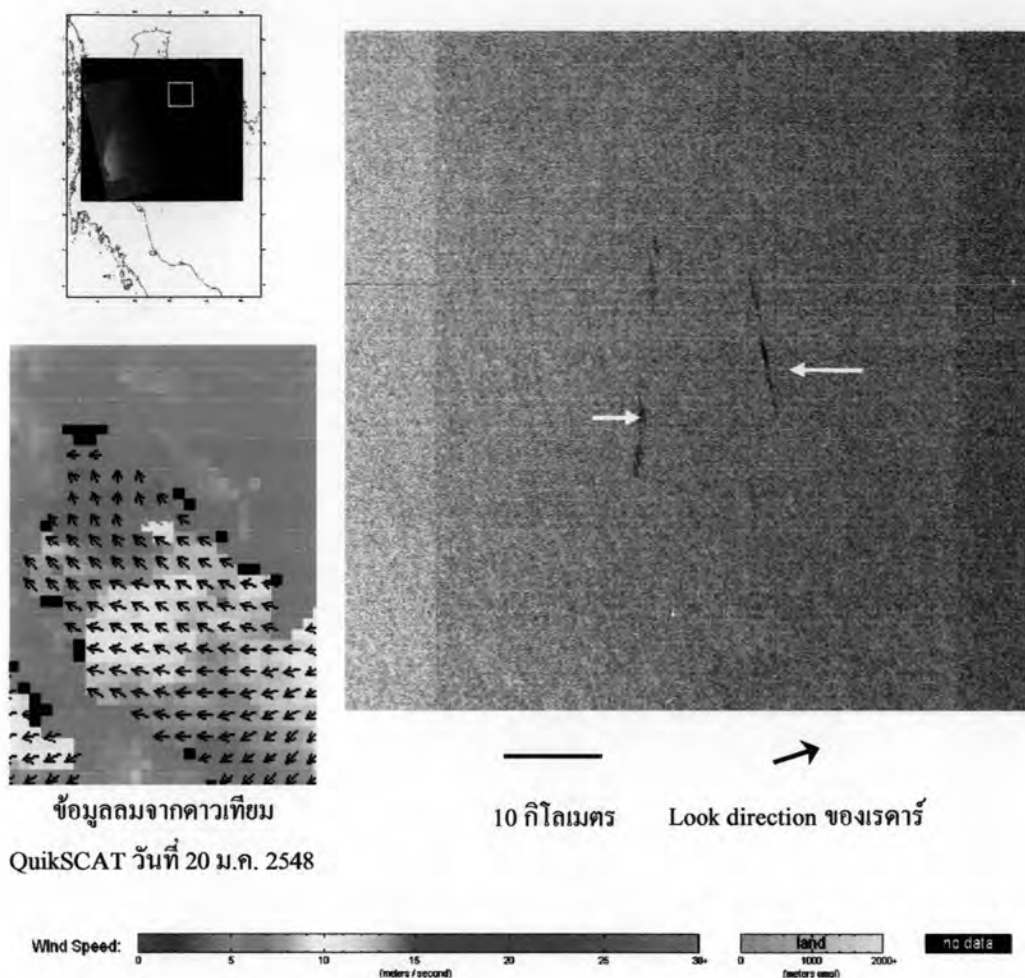 10 กิโลเมตร
Look direction ของเรดาร์
ข้อมูลลมจากดาวเทียม
QuikSCAT วันที่ 20 ม.ค. 2548
Wind Speed:
0 5 10 15 20 25 30+
(meters / second)
land
0 1000 2000+
(meters amsl)
no data